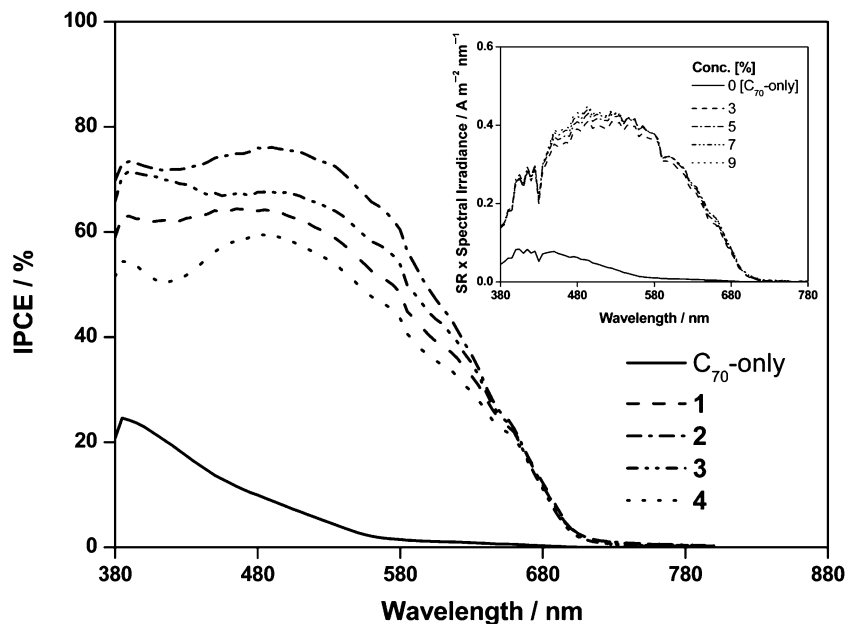 100
80
60
40
20
0
IPCE / %
380 480 580 680 780 880
Wavelength / nm
C₇₀-only
1
2
3
4
0.6
0.4
0.2
0.0
SR x Spectral Irradiance / A m⁻² nm⁻¹
380 480 580 680 780
Wavelength / nm
Conc. [%]
0 [C₇₀-only]
3
5
7
9